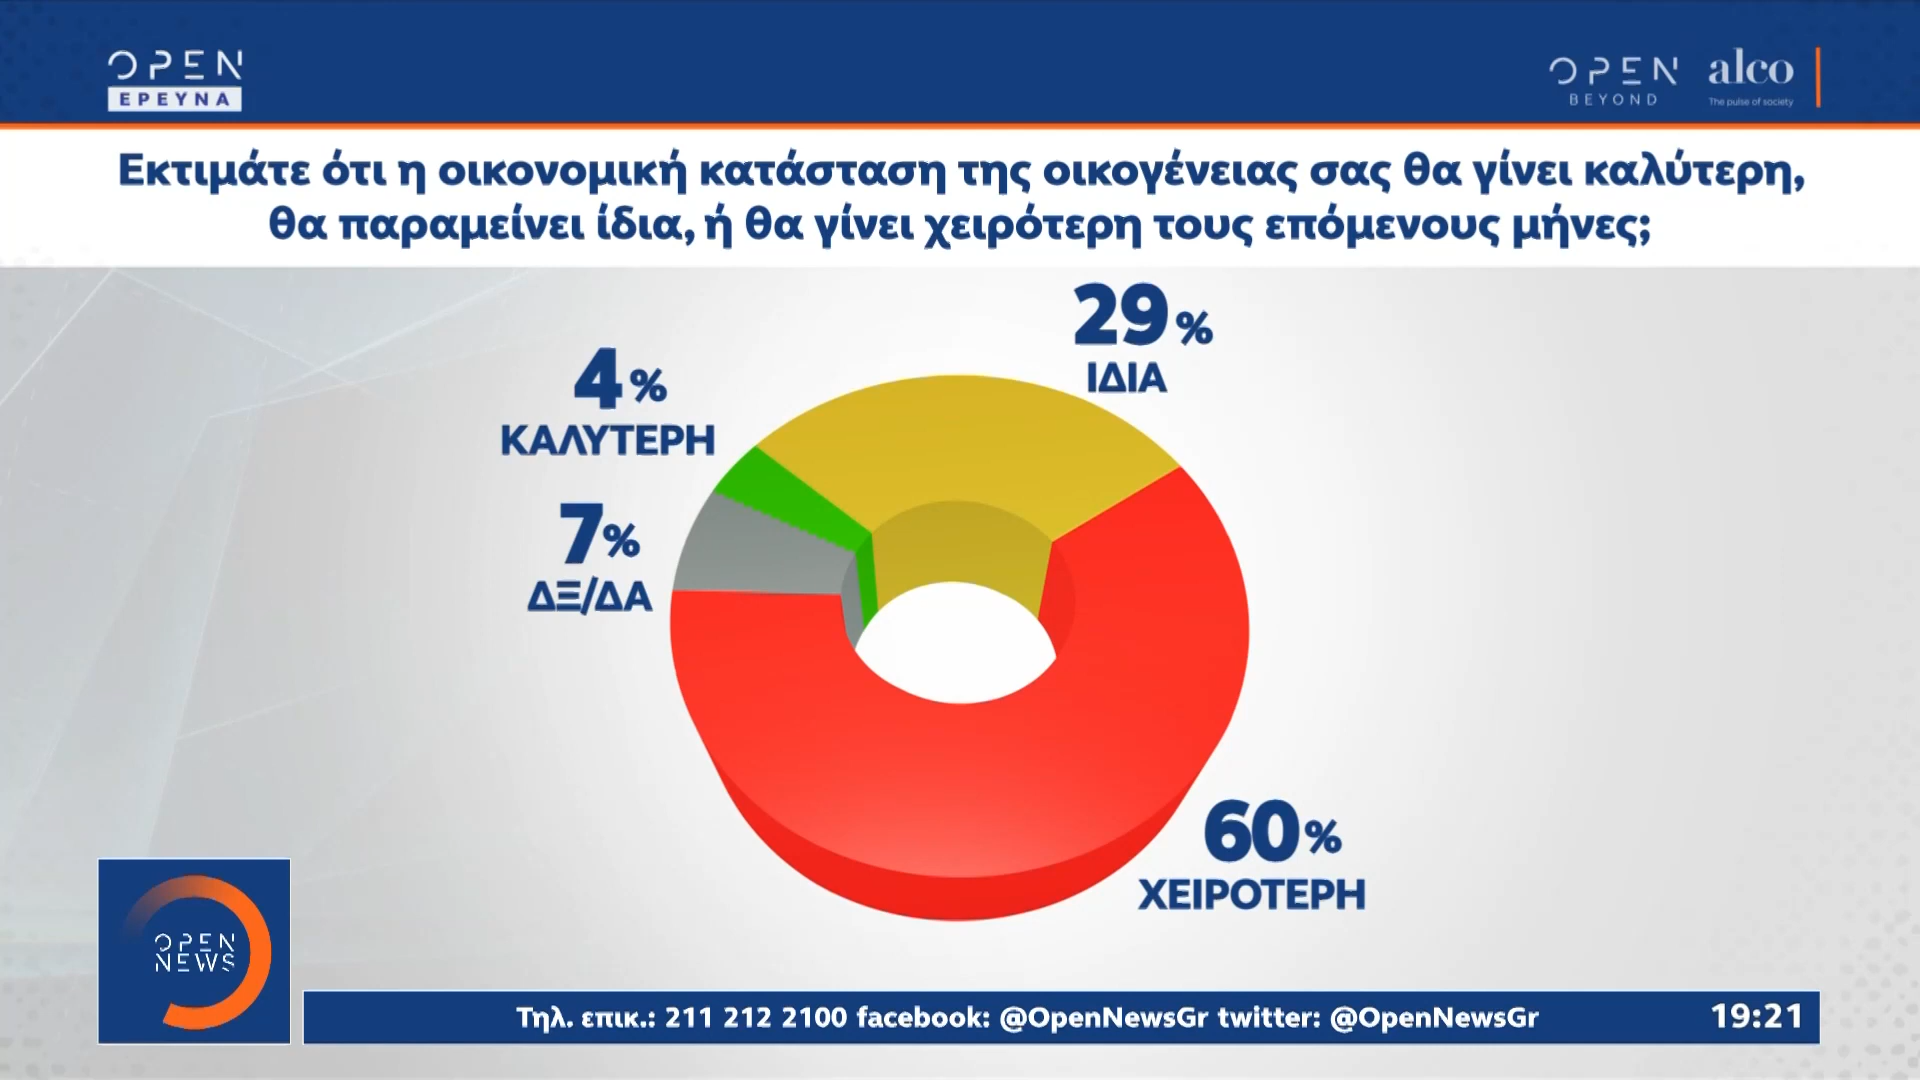 OPEN
ΕΡΕΥΝΑ
OPEN
BEYOND
alco
The pulse of society
Εκτιμάτε ότι η οικονομική κατάσταση της οικογένειας σας θα γίνει καλύτερη,
θα παραμείνει ίδια, ή θα γίνει χειρότερη τους επόμενους μήνες;
29%
ΙΔΙΑ
4%
ΚΑΛΥΤΕΡΗ
7%
ΔΞ/ΔΑ
60%
ΧΕΙΡΟΤΕΡΗ
OPEN
NEWS
Τηλ. επικ.: 211 212 2100 facebook: @OpenNewsGr twitter: @OpenNewsGr
19:21